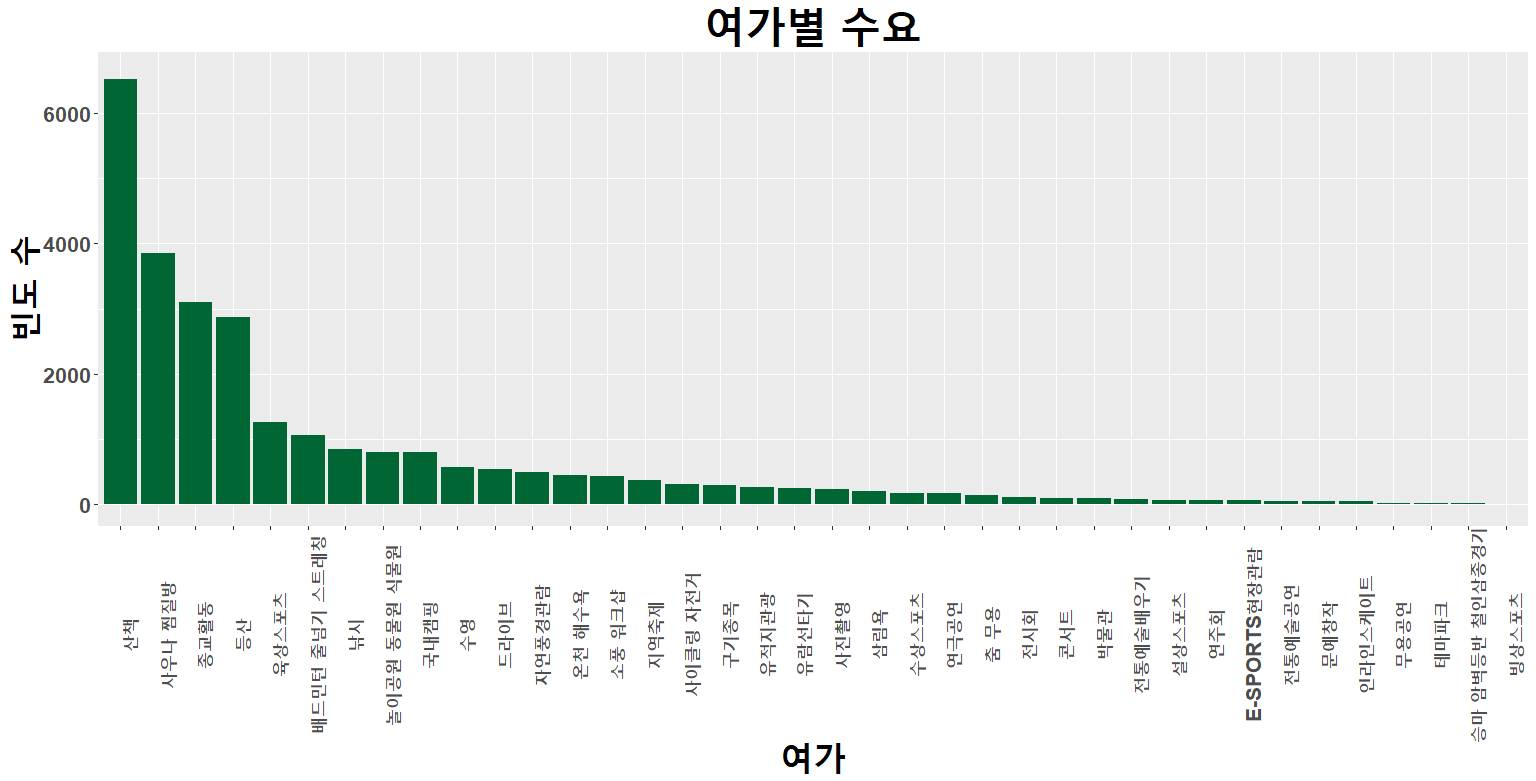 여가별 수요
빈도 수
6000
4000
2000
0
산책
사우나 찜질방
종교활동
등산
육상스포츠
배드민턴 줄넘기 스트레칭
낚시
놀이공원 동물원 식물원
국내캠핑
수영
드라이브
자연풍경관람
온천 해수욕
소풍 워크샵
지역축제
사이클링 자전거
구기종목
유적지관광
유람선타기
사진촬영
삼림욕
수상스포츠
연극공연
춤 무용
전시회
콘서트
박물관
전통예술배우기
설상스포츠
연주회
E-SPORTS현장관람
전통예술공연
문예창작
인라인스케이트
무용공연
테마파크
승마 암벽등반 철인삼종경기
빙상스포츠
여가